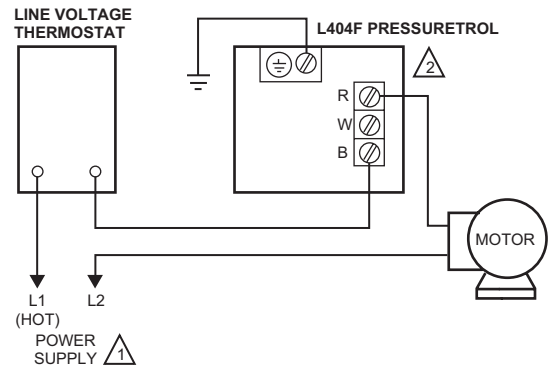 LINE VOLTAGE
THERMOSTAT
L404F PRESSURETROL
2
R
W
B
MOTOR
L1
(HOT)
L2
POWER
SUPPLY
1